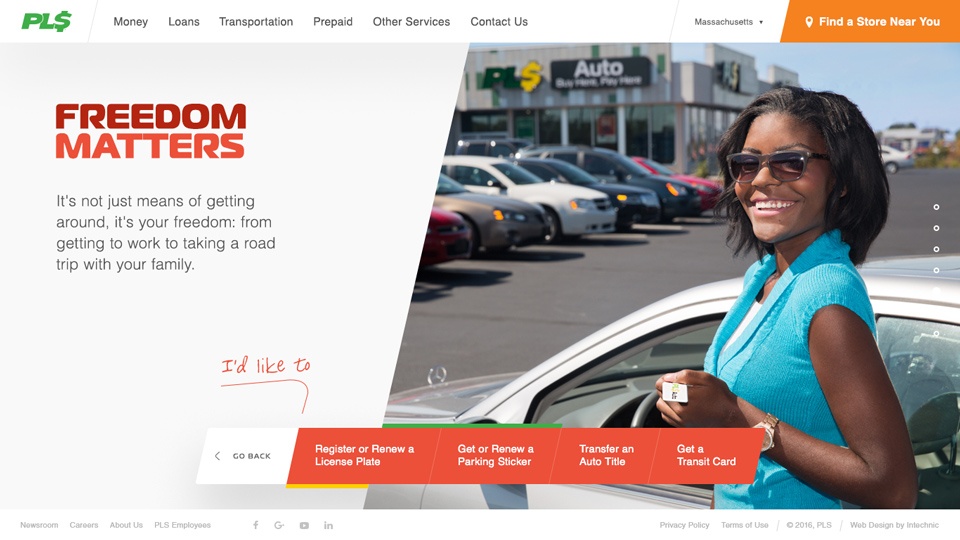 PL$
Money Loans Transportation Prepaid Other Services Contact Us
Massachusetts
Find a Store Near You
PL$ Auto
Buy Here, Pay Here
FREEDOM
MATTERS
It's not just means of getting
around, it's your freedom: from
getting to work to taking a road
trip with your family.
I'd like to
GO BACK
Register or Renew a
License Plate
Get or Renew a
Parking Sticker
Transfer an
Auto Title
Get a
Transit Card
Newsroom Careers About Us PLS Employees
Privacy Policy Terms of Use © 2016, PLS Web Design by Intechnic